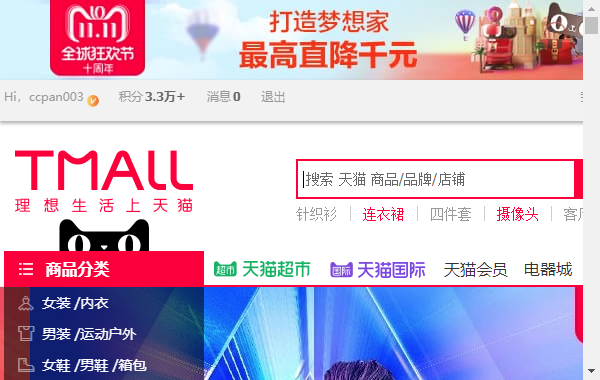 11.11
全球狂欢节
十周年
打造梦想家
最高直降千元
Hi，ccpan003 积分3.3万+ 消息0 退出
TMALL
理想生活上天猫
搜索 天猫 商品/品牌/店铺
针织衫 连衣裙 四件套 摄像头 客
商品分类 超市 天猫超市 国际 天猫国际 天猫会员 电器城
女装 /内衣
男装 /运动户外
女鞋 /男鞋 /箱包